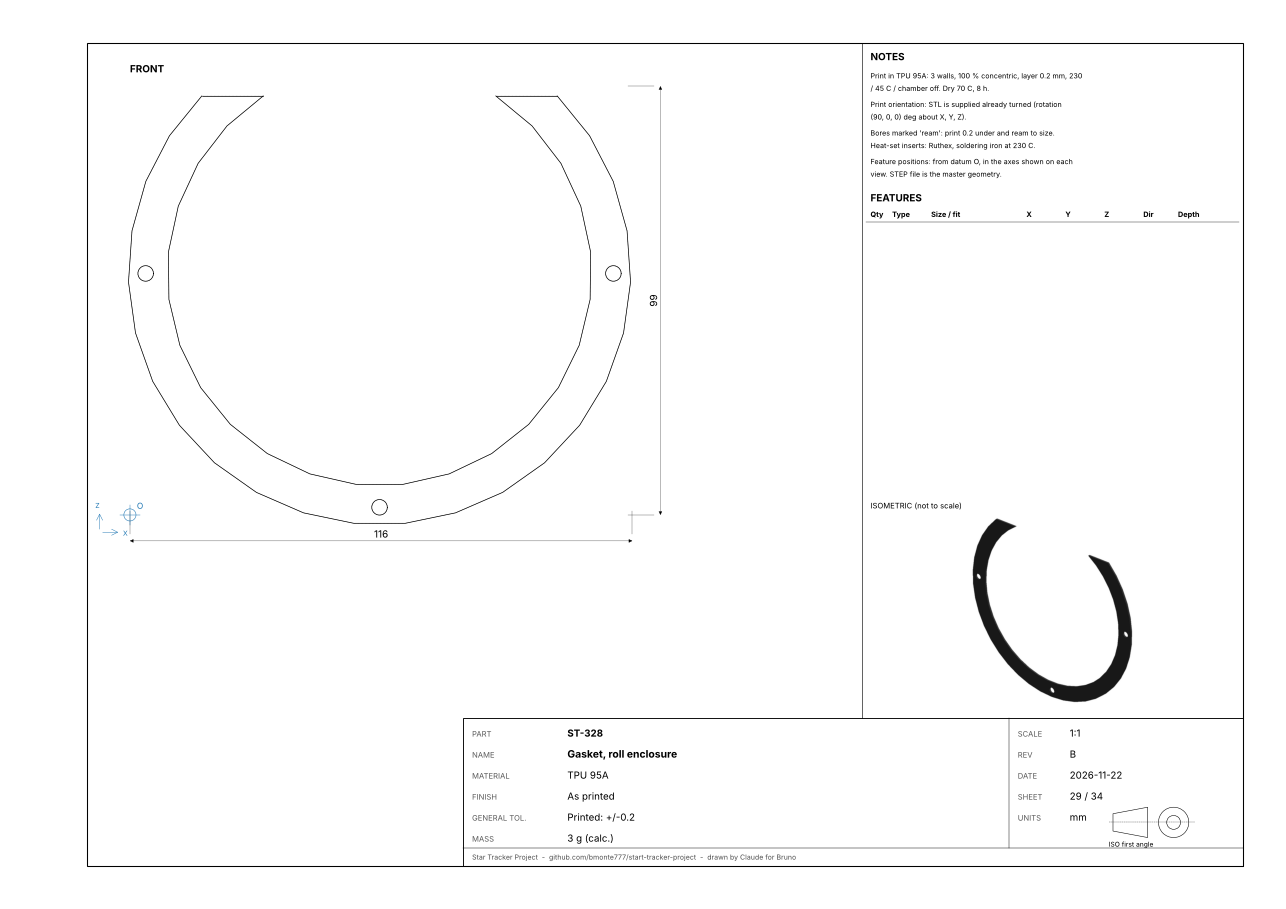 FRONT
99
Z
O
X
116
NOTES
Print in TPU 95A: 3 walls, 100 % concentric, layer 0.2 mm, 230
/ 45 C / chamber off. Dry 70 C, 8 h.
Print orientation: STL is supplied already turned (rotation
(90, 0, 0) deg about X, Y, Z).
Bores marked 'ream': print 0.2 under and ream to size.
Heat-set inserts: Ruthex, soldering iron at 230 C.
Feature positions: from datum O, in the axes shown on each
view. STEP file is the master geometry.
FEATURES
Qty Type Size / fit X Y Z Dir Depth
ISOMETRIC (not to scale)
PART ST-328
NAME Gasket, roll enclosure
MATERIAL TPU 95A
FINISH As printed
GENERAL TOL. Printed: +/-0.2
MASS 3 g (calc.)
SCALE 1:1
REV B
DATE 2026-11-22
SHEET 29 / 34
UNITS mm
ISO first angle
Star Tracker Project - github.com/bmonte777/start-tracker-project - drawn by Claude for Bruno